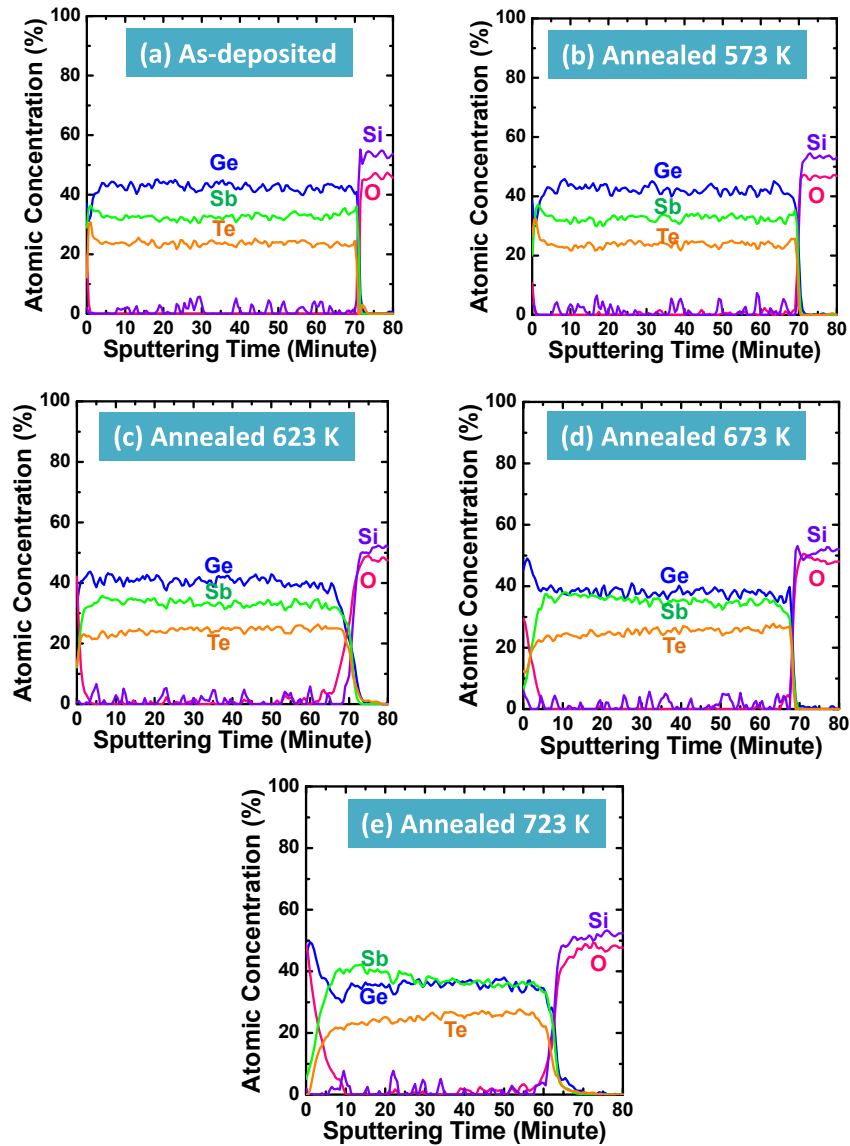 (a) As-deposited
Atomic Concentration (%)
100
80
60
40
20
0
Ge
Sb
Te
Si
O
0 10 20 30 40 50 60 70 80
Sputtering Time (Minute)
(b) Annealed 573 K
Atomic Concentration (%)
100
80
60
40
20
0
Ge
Sb
Te
Si
O
0 10 20 30 40 50 60 70 80
Sputtering Time (Minute)
(c) Annealed 623 K
Atomic Concentration (%)
100
80
60
40
20
0
Ge
Sb
Te
Si
O
0 10 20 30 40 50 60 70 80
Sputtering Time (Minute)
(d) Annealed 673 K
Atomic Concentration (%)
100
80
60
40
20
0
Ge
Sb
Te
Si
O
0 10 20 30 40 50 60 70 80
Sputtering Time (Minute)
(e) Annealed 723 K
Atomic Concentration (%)
100
80
60
40
20
0
Sb
Ge
Te
Si
O
0 10 20 30 40 50 60 70 80
Sputtering Time (Minute)